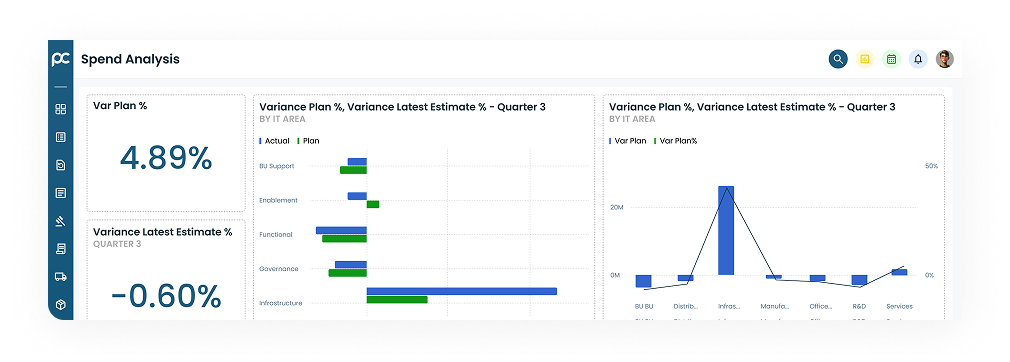 pc
Spend Analysis
Var Plan %
4.89%
Variance Latest Estimate %
QUARTER 3
-0.60%
Variance Plan %, Variance Latest Estimate % - Quarter 3
BY IT AREA
Actual Plan
BU Support
Enablement
Functional
Governance
Infrastructure
Variance Plan %, Variance Latest Estimate % - Quarter 3
BY IT AREA
Var Plan Var Plan%
50%
20M
0M 0%
BU BU Distrib... Infras... Manufa... Office... R&D Services